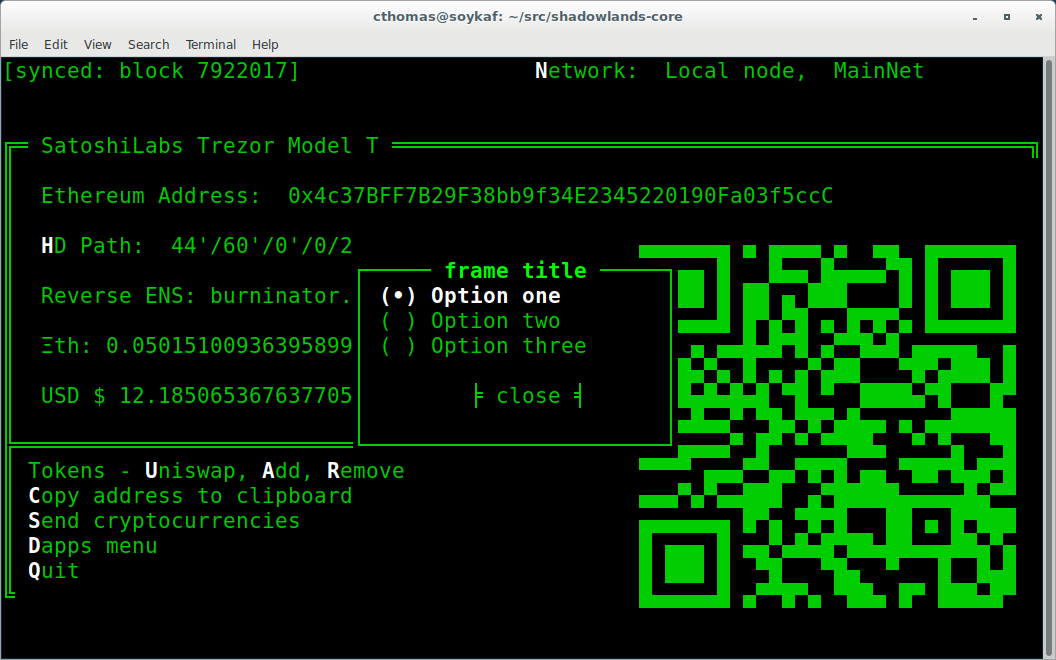 cthomas@soykaf: ~/src/shadowlands-core
File Edit View Search Terminal Help
[synced: block 7922017] Network: Local node, MainNet
SatoshiLabs Trezor Model T
Ethereum Address: 0x4c37BFF7B29F38bb9f34E2345220190Fa03f5ccC
HD Path: 44'/60'/0'/0/2
Reverse ENS: burninator.
Ξth: 0.05015100936395899
USD $ 12.185065367637705
frame title
(•) Option one
( ) Option two
( ) Option three
close
Tokens - Uniswap, Add, Remove
Copy address to clipboard
Send cryptocurrencies
Dapps menu
Quit